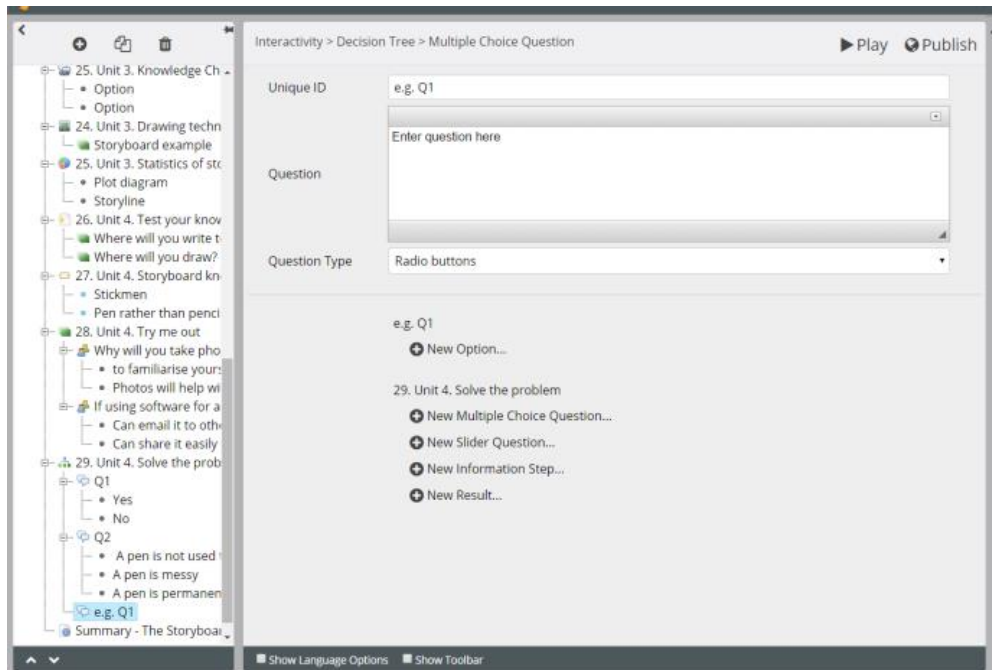 25. Unit 3. Knowledge Ch
Option
Option
24. Unit 3. Drawing techn
Storyboard example
25. Unit 3. Statistics of sto
Plot diagram
Storyline
26. Unit 4. Test your know
Where will you write t
Where will you draw?
27. Unit 4. Storyboard kn
Stickmen
Pen rather than penci
28. Unit 4. Try me out
Why will you take pho
to familiarise yours
Photos will help wi
If using software for a
Can email it to othe
Can share it easily
29. Unit 4. Solve the prob
Q1
Yes
No
Q2
A pen is not used
A pen is messy
A pen is permanen
e.g. Q1
Summary - The Storyboa
Interactivity > Decision Tree > Multiple Choice Question
Play Publish
Unique ID e.g. Q1
Enter question here
Question
Question Type Radio buttons
e.g. Q1
New Option...
29. Unit 4. Solve the problem
New Multiple Choice Question...
New Slider Question...
New Information Step...
New Result...
Show Language Options Show Toolbar